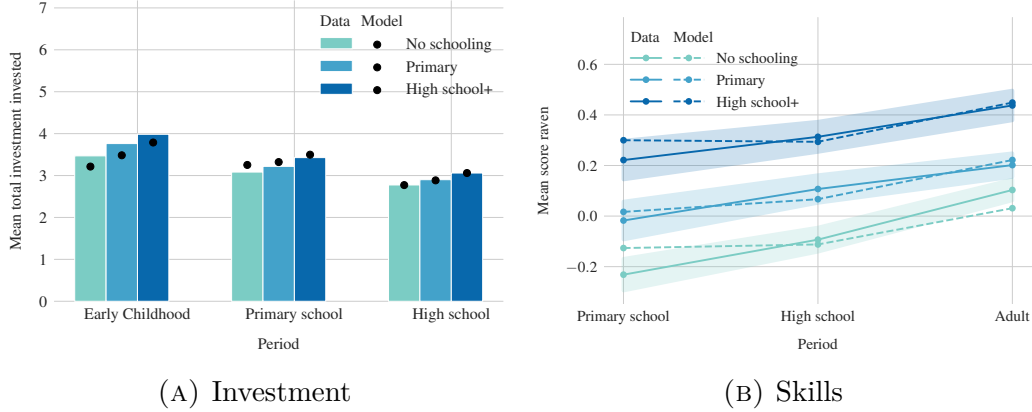 7
6
5
4
3
2
1
0
Mean total investment invested
Data Model
No schooling
Primary
High school+
Early Childhood
Primary school
High school
Period
(A) Investment
0.6
0.4
0.2
0.0
−0.2
Mean score raven
Data Model
No schooling
Primary
High school+
Primary school
High school
Adult
Period
(B) Skills